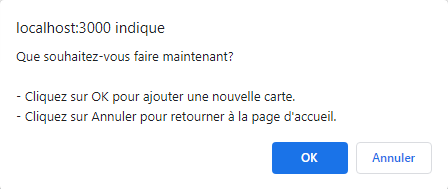 localhost:3000 indique
Que souhaitez-vous faire maintenant?
- Cliquez sur OK pour ajouter une nouvelle carte.
- Cliquez sur Annuler pour retourner à la page d'accueil.
OK
Annuler